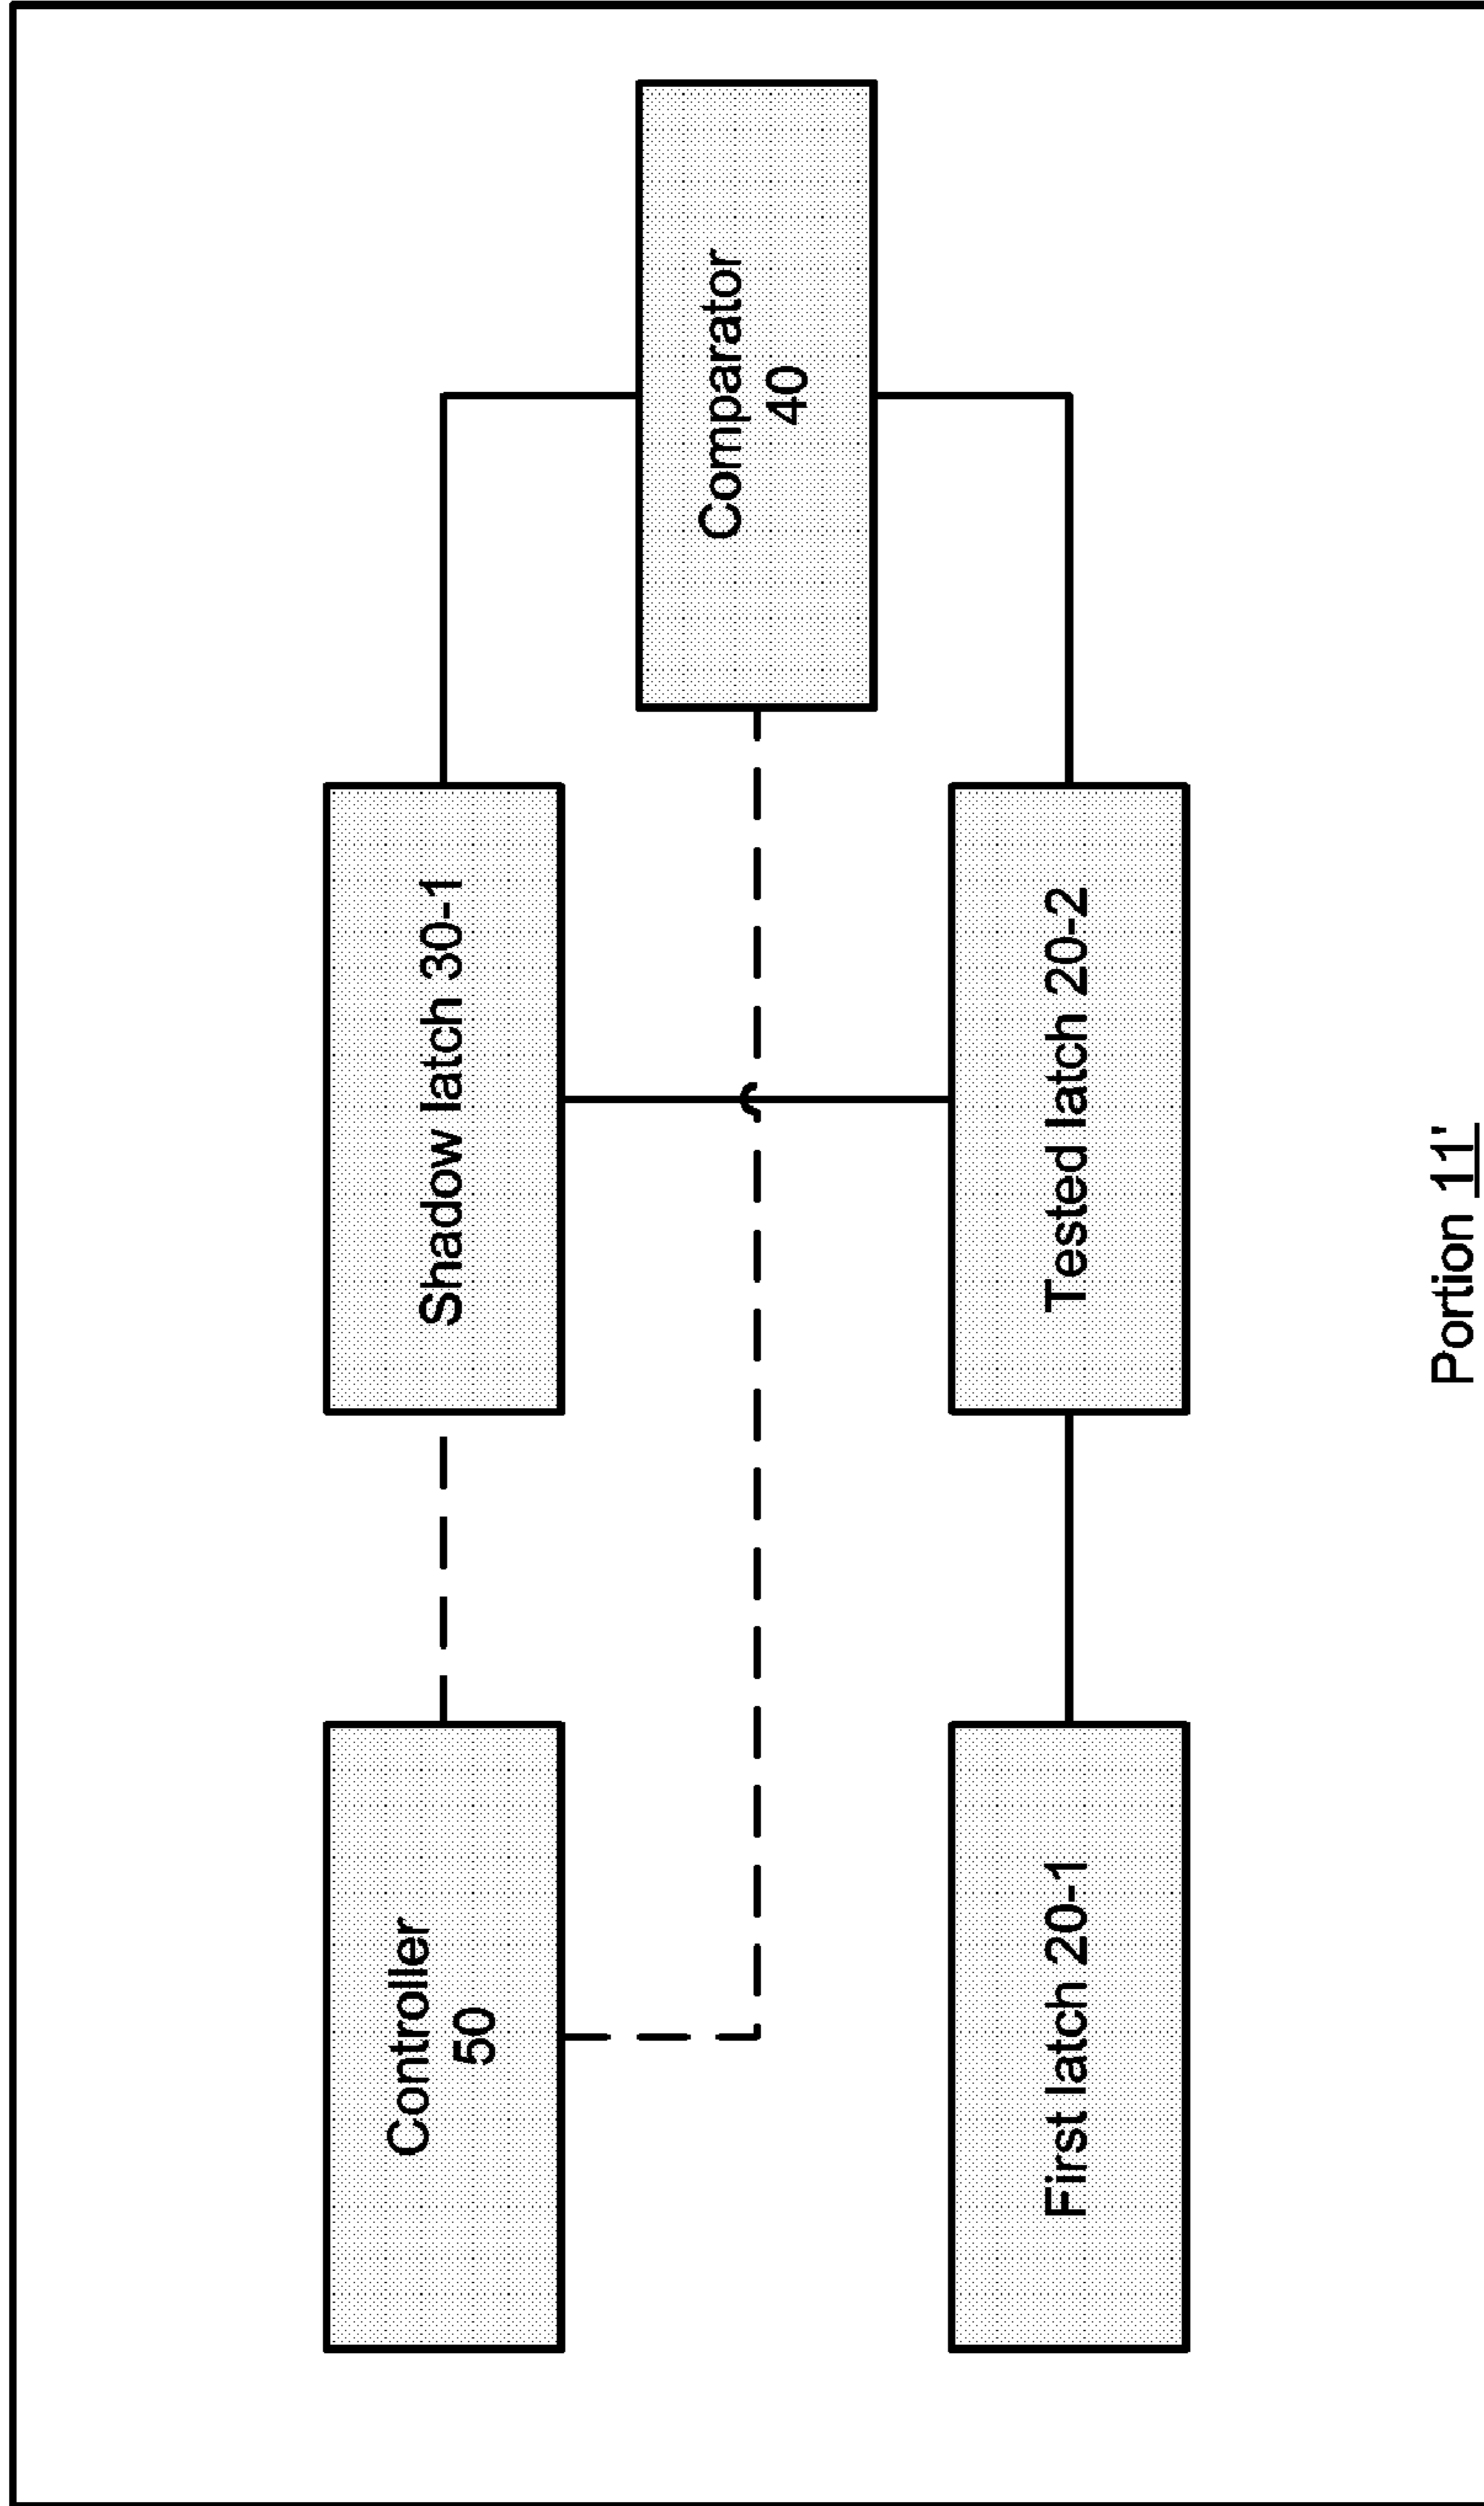 Controller
50
Shadow latch 30-1
Comparator
40
First latch 20-1
Tested latch 20-2
Portion 11'